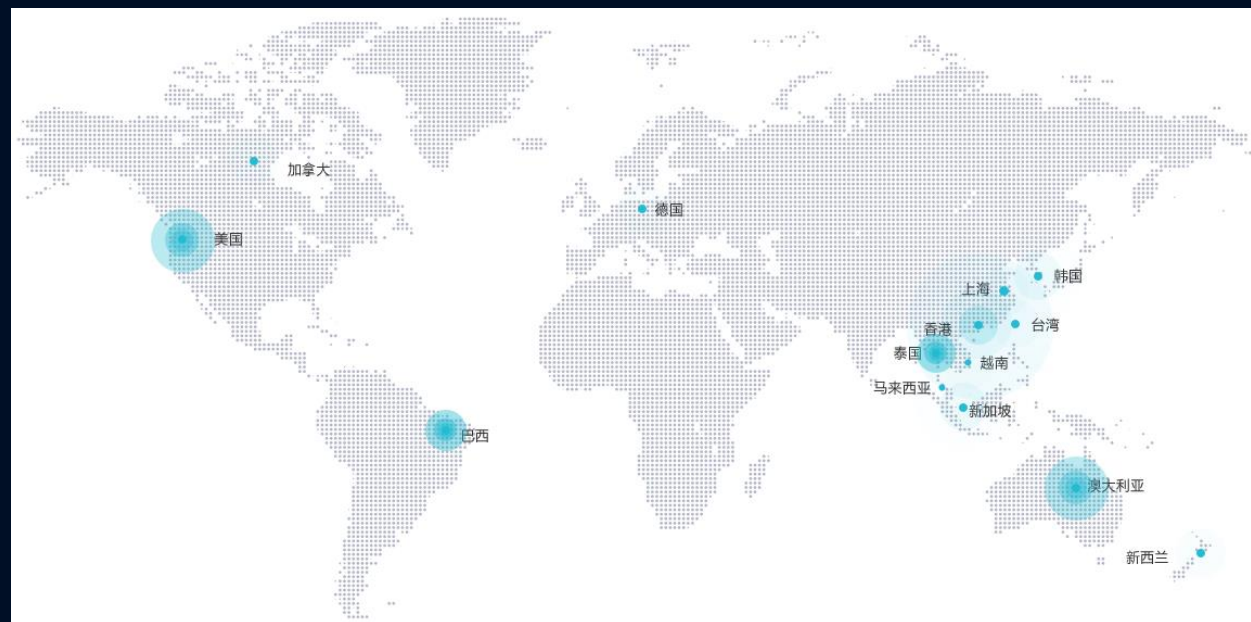 加拿大
德国
美国
韩国
上海
台湾
香港
泰国
越南
马来西亚
新加坡
巴西
澳大利亚
新西兰